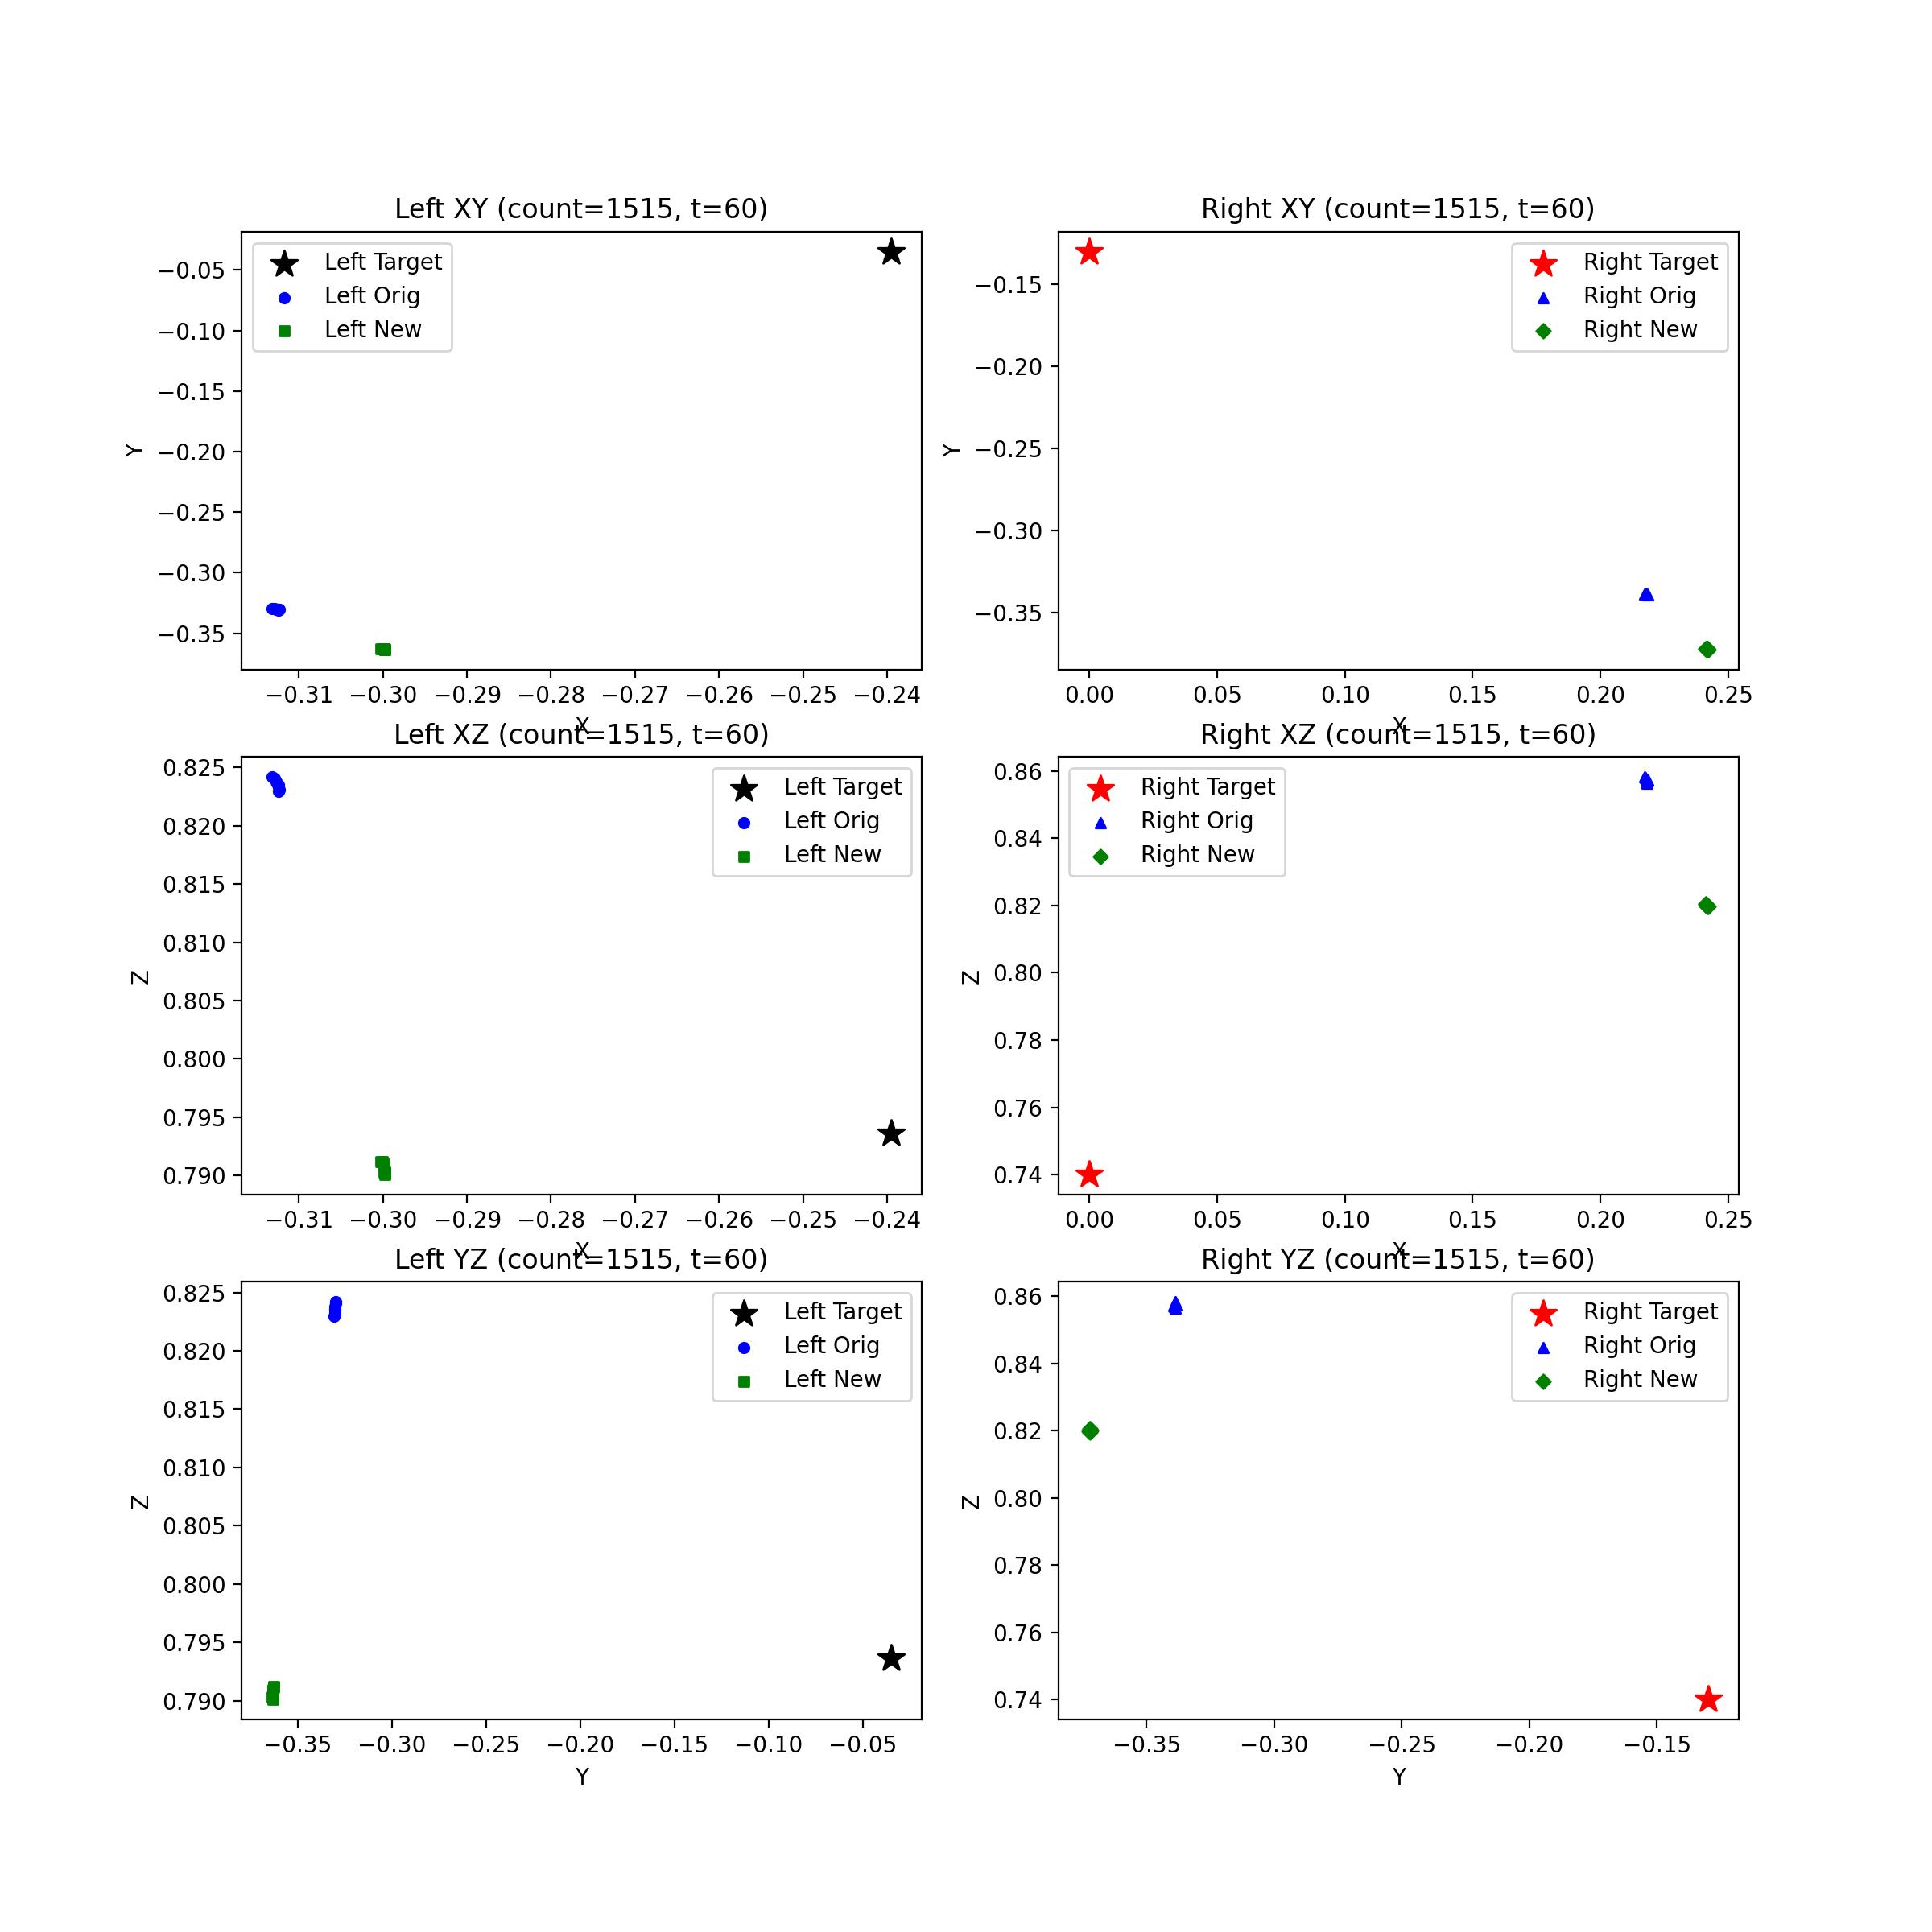 Left XY (count=1515, t=60)
Left Target
Left Orig
Left New
−0.05
−0.10
−0.15
−0.20
−0.25
−0.30
−0.35
Y
−0.31 −0.30 −0.29 −0.28 −0.27 −0.26 −0.25 −0.24
X
Right XY (count=1515, t=60)
Right Target
Right Orig
Right New
−0.15
−0.20
−0.25
−0.30
−0.35
Y
0.00 0.05 0.10 0.15 0.20 0.25
X
Left XZ (count=1515, t=60)
Left Target
Left Orig
Left New
0.825
0.820
0.815
0.810
0.805
0.800
0.795
0.790
Z
−0.31 −0.30 −0.29 −0.28 −0.27 −0.26 −0.25 −0.24
X
Right XZ (count=1515, t=60)
Right Target
Right Orig
Right New
0.86
0.84
0.82
0.80
0.78
0.76
0.74
Z
0.00 0.05 0.10 0.15 0.20 0.25
X
Left YZ (count=1515, t=60)
Left Target
Left Orig
Left New
0.825
0.820
0.815
0.810
0.805
0.800
0.795
0.790
Z
−0.35 −0.30 −0.25 −0.20 −0.15 −0.10 −0.05
Y
Right YZ (count=1515, t=60)
Right Target
Right Orig
Right New
0.86
0.84
0.82
0.80
0.78
0.76
0.74
Z
−0.35 −0.30 −0.25 −0.20 −0.15
Y